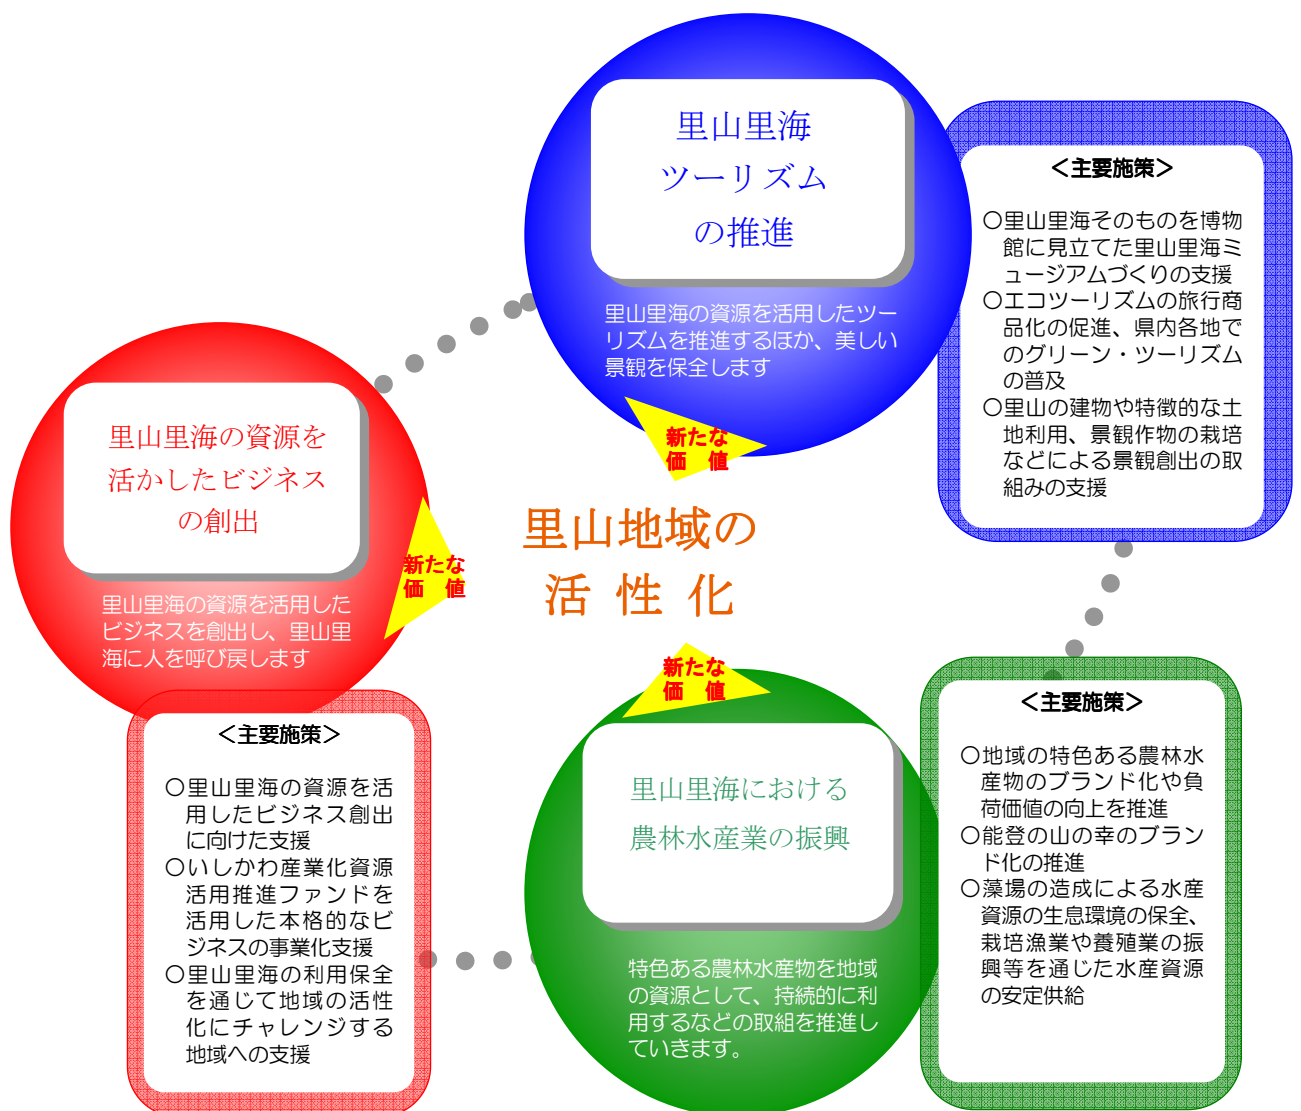 里山里海
ツーリズム
の推進
里山里海の資源を活用したツー
リズムを推進するほか、美しい
景観を保全します
＜主要施策＞
〇里山里海そのものを博物
館に見立てた里山里海ミ
ュージアムづくりの支援
〇エコツーリズムの旅行商
品化の促進、県内各地で
のグリーン・ツーリズム
の普及
〇里山の建物や特徴的な土
地利用、景観作物の栽培
などによる景観創出の取
組みの支援
里山里海の資源を
活かしたビジネス
の創出
里山里海の資源を活用した
ビジネスを創出し、里山里
海に人を呼び戻します
新たな
価　値
新たな
価　値
里山地域の
活 性 化
新たな
価　値
＜主要施策＞
〇里山里海の資源を活
用したビジネス創出
に向けた支援
〇いしかわ産業化資源
活用推進ファンドを
活用した本格的なビ
ジネスの事業化支援
〇里山里海の利用保全
を通じて地域の活性
化にチャレンジする
地域への支援
里山里海における
農林水産業の振興
特色ある農林水産物を地域
の資源として、持続的に利
用するなどの取組を推進し
ていきます。
＜主要施策＞
〇地域の特色ある農林水
産物のブランド化や負
荷価値の向上を推進
〇能登の山の幸のブラン
ド化の推進
〇藻場の造成による水産
資源の生息環境の保全、
栽培漁業や養殖業の振
興等を通じた水産資源
の安定供給